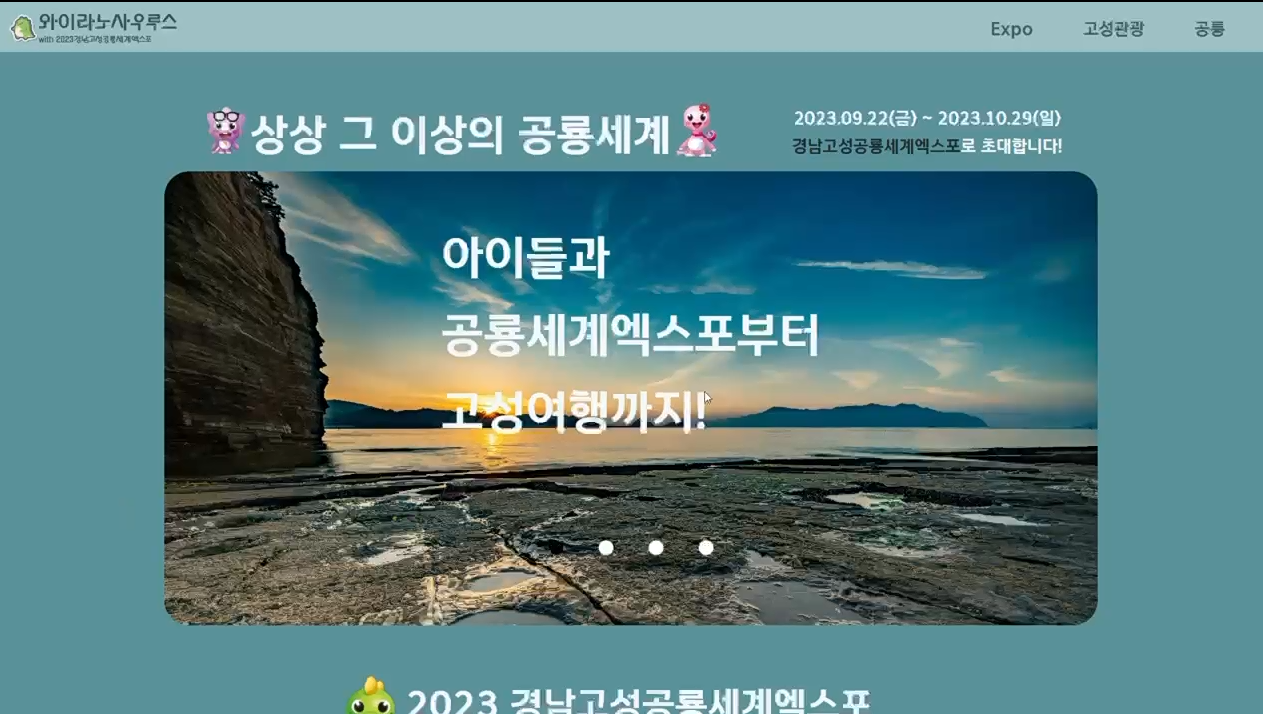 와이라노사우루스
with 2023경남고성공룡세계엑스포
Expo
고성관광
공룡
상상 그 이상의 공룡세계
2023.09.22(금) ~ 2023.10.29(일)
경남고성공룡세계엑스포로 초대합니다!
아이들과
공룡세계엑스포부터
고성여행까지!
2023 경남고성공룡세계엑스포